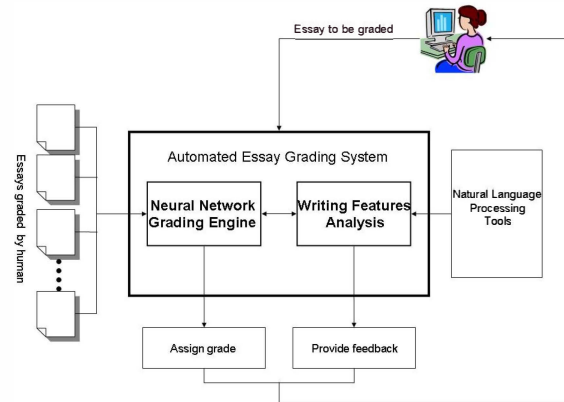 Essay to be graded
Essays graded by human
Automated Essay Grading System
Neural Network
Grading Engine
Writing Features
Analysis
Natural Language
Processing
Tools
Assign grade
Provide feedback